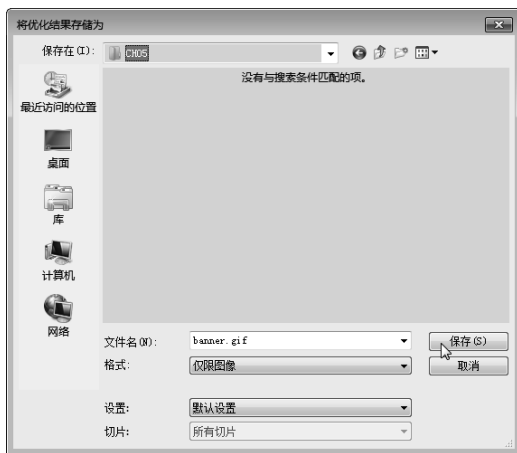 将优化结果存储为
保存在(I): CH05
没有与搜索条件匹配的项。
最近访问的位置
桌面
库
计算机
网络
文件名(N): banner.gif 保存(S)
格式: 仅限图像 取消
设置: 默认设置
切片: 所有切片